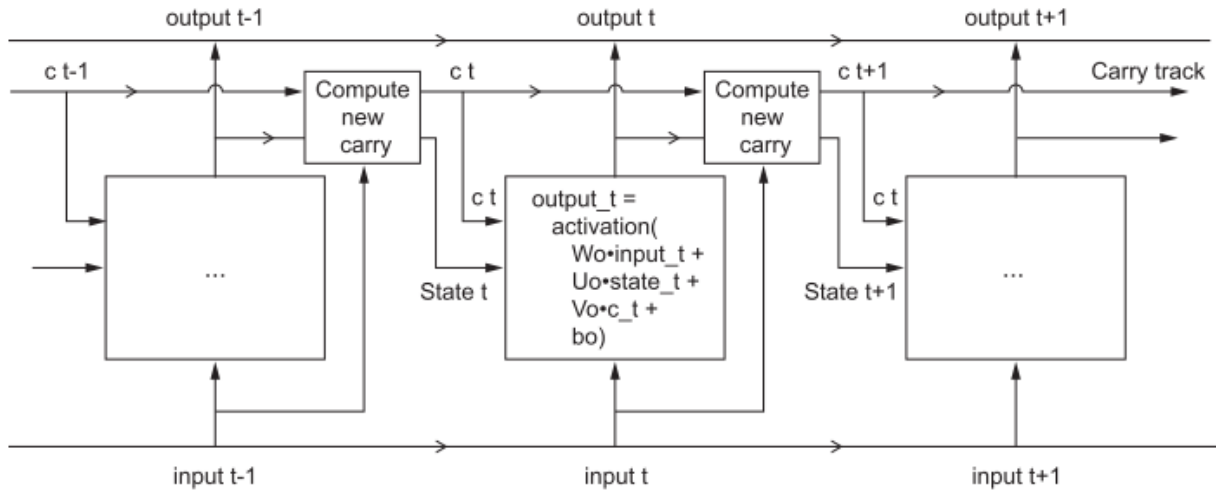 output t-1
output t
output t+1
c t-1
c t
c t+1
Carry track
Compute
new
carry
Compute
new
carry
c t
output_t =
activation(
Wo•input_t +
Uo•state_t +
Vo•c_t +
bo)
c t
...
...
State t
State t+1
input t-1
input t
input t+1